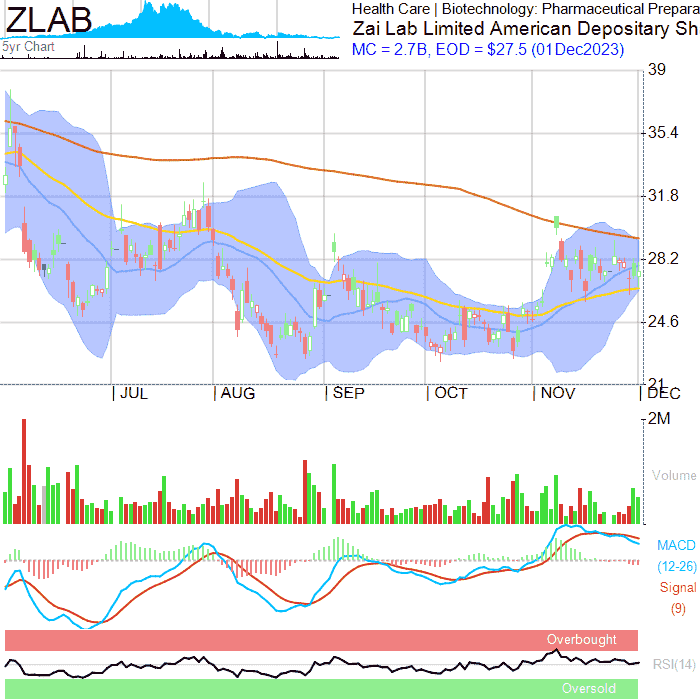 ZLAB
5yr Chart
Health Care | Biotechnology: Pharmaceutical Prepara
Zai Lab Limited American Depositary Sh
MC = 2.7B, EOD = $27.5 (01Dec2023)
39
35.4
31.8
28.2
24.6
21
JUL
AUG
SEP
OCT
NOV
DEC
2M
Volume
MACD
(12-26)
Signal
(9)
Overbought
RSI(14)
Oversold